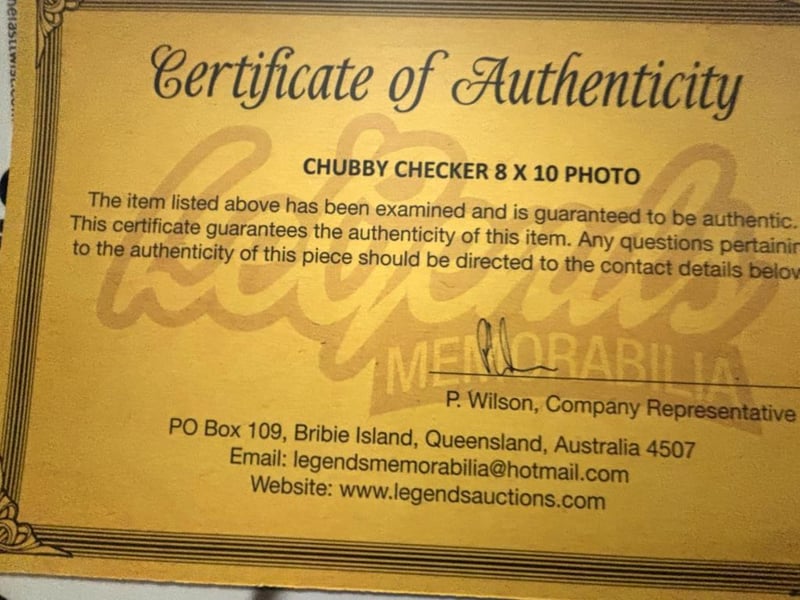 Certificate of Authenticity
CHUBBY CHECKER 8 X 10 PHOTO
The item listed above has been examined and is guaranteed to be authentic.
This certificate guarantees the authenticity of this item. Any questions pertainin
to the authenticity of this piece should be directed to the contact details below
Legends
MEMORABILIA
P. Wilson, Company Representative
PO Box 109, Bribie Island, Queensland, Australia 4507
Email: legendsmemorabilia@hotmail.com
Website: www.legendsauctions.com